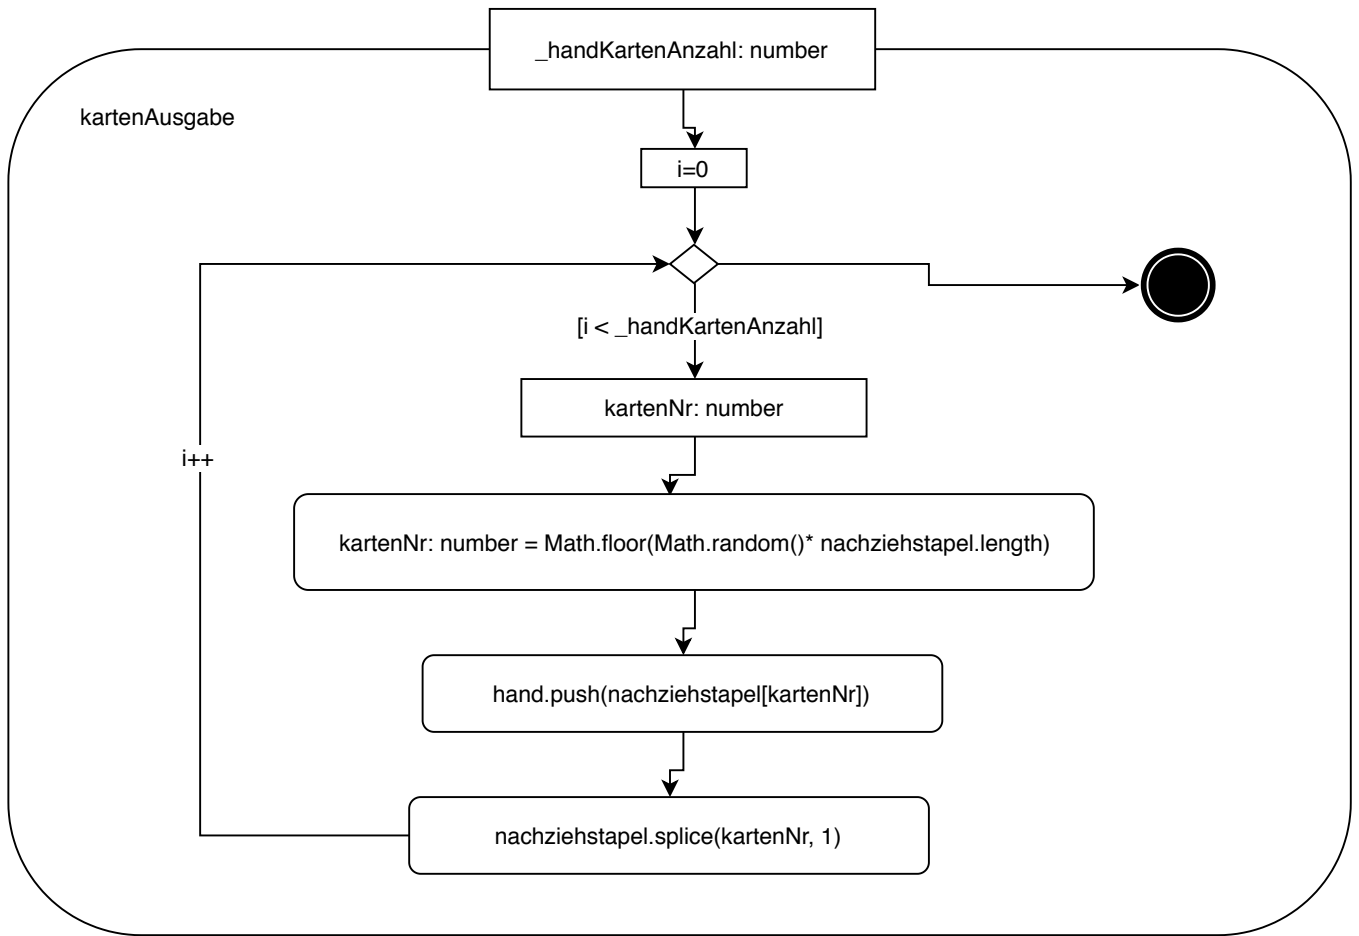 _handKartenAnzahl: number
kartenAusgabe
i=0
[i < _handKartenAnzahl]
kartenNr: number
i++
kartenNr: number = Math.floor(Math.random()* nachziehstapel.length)
hand.push(nachziehstapel[kartenNr])
nachziehstapel.splice(kartenNr, 1)